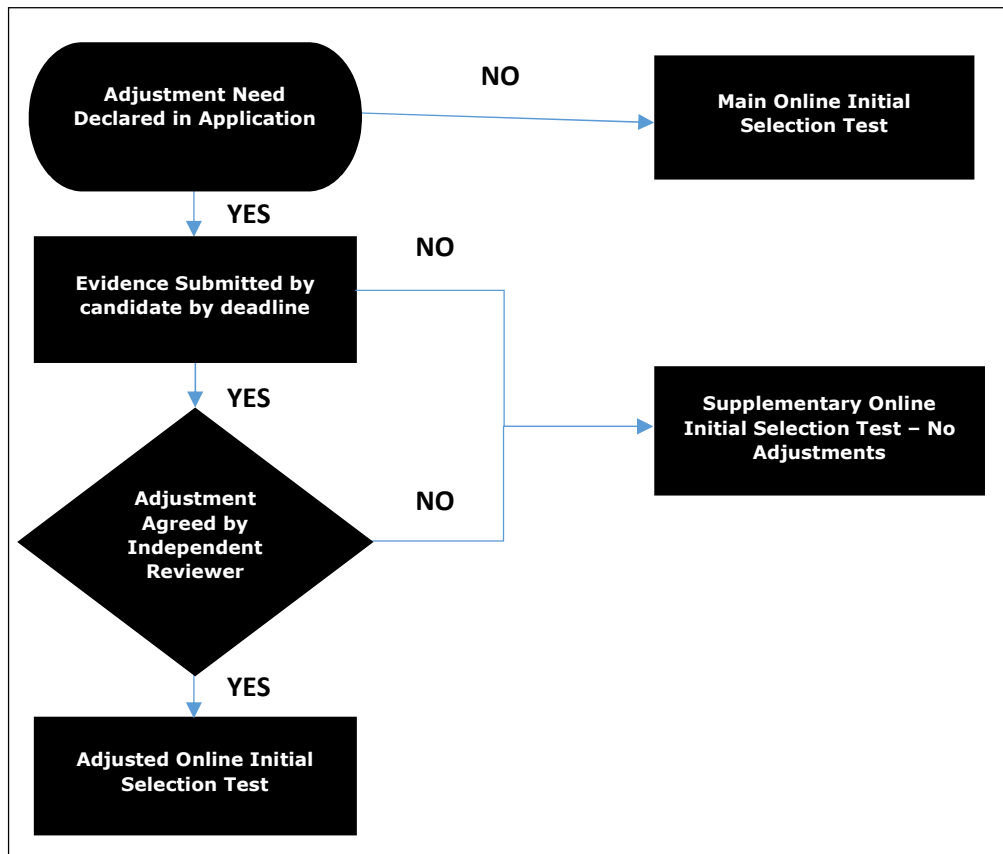 Adjustment Need
Declared in Application
NO
Main Online Initial
Selection Test
YES
Evidence Submitted by
candidate by deadline
NO
YES
Supplementary Online
Initial Selection Test – No
Adjustments
Adjustment
Agreed by
Independent
Reviewer
NO
YES
Adjusted Online Initial
Selection Test